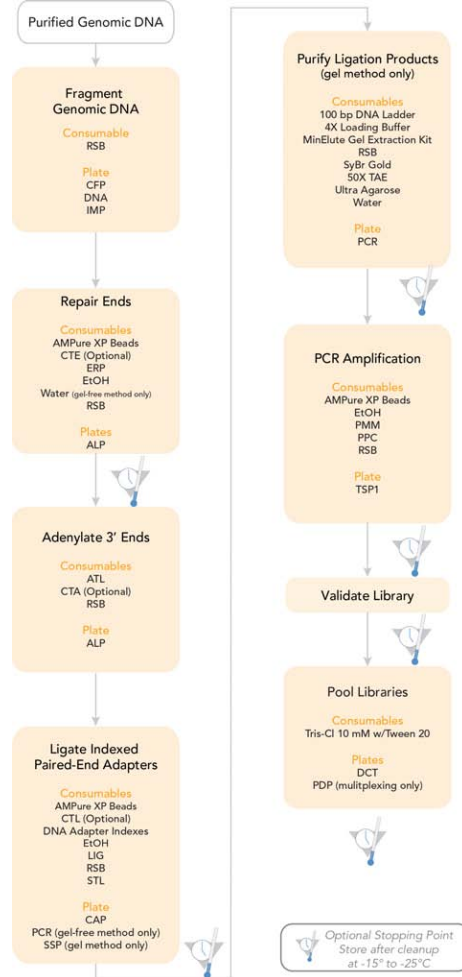 Purified Genomic DNA
Fragment
Genomic DNA
Consumable
RSB
Plate
CFP
DNA
IMP
Repair Ends
Consumables
AMPure XP Beads
CTE (Optional)
ERP
EtOH
Water (gel-free method only)
RSB
Plates
ALP
Adenylate 3’ Ends
Consumables
ATL
CTA (Optional)
RSB
Plate
ALP
Ligate Indexed
Paired-End Adapters
Consumables
AMPure XP Beads
CTL (Optional)
DNA Adapter Indexes
EtOH
LIG
RSB
STL
Plate
CAP
PCR (gel-free method only)
SSP (gel method only)
Purify Ligation Products
(gel method only)
Consumables
100 bp DNA Ladder
4X Loading Buffer
MinElute Gel Extraction Kit
RSB
SyBr Gold
50X TAE
Ultra Agarose
Water
Plate
PCR
PCR Amplification
Consumables
AMPure XP Beads
EtOH
PMM
PPC
RSB
Plate
TSP1
Validate Library
Pool Libraries
Consumables
Tris-Cl 10 mM w/Tween 20
Plates
DCT
PDP (mulitplexing only)
Optional Stopping Point
Store after cleanup
at -15° to -25°C